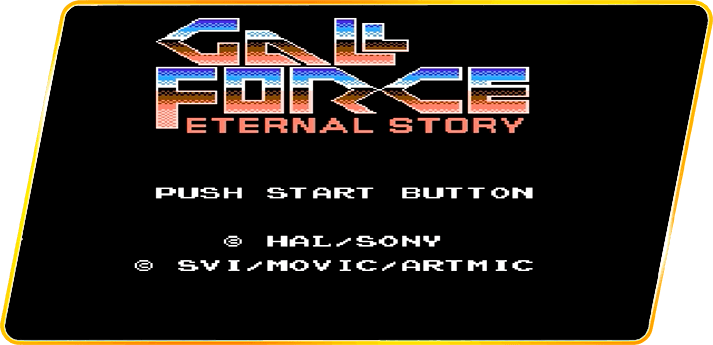 GALL
FORCE
ETERNAL STORY
PUSH START BUTTON
© HAL/SONY
© SVI/MOVIC/ARTMIC